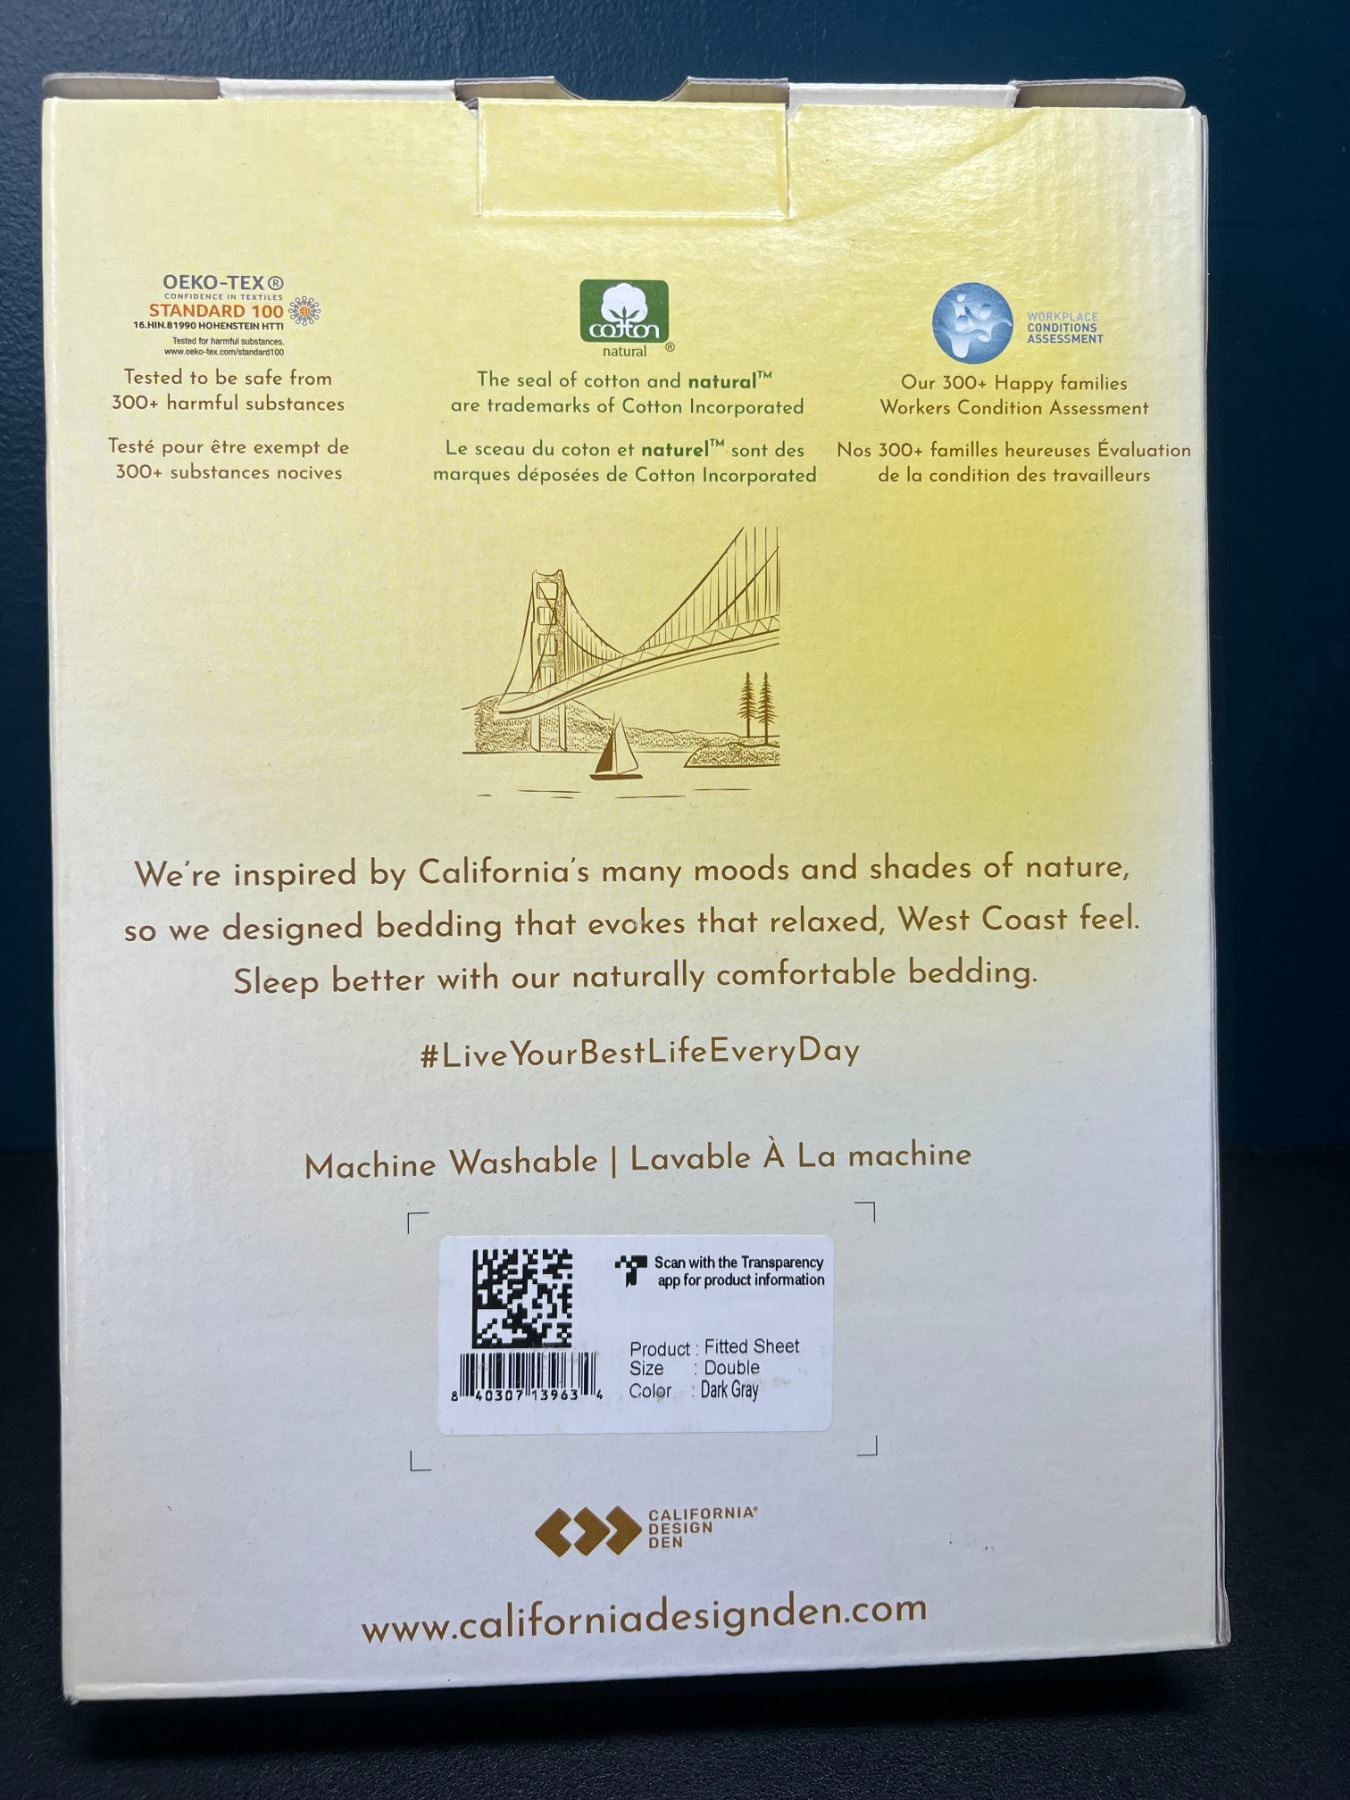 OEKO-TEX®
CONFIDENCE IN TEXTILES
STANDARD 100
16.HIN.81990 HOHENSTEIN HTTI
Tested for harmful substances.
www.oeko-tex.com/standard100
Tested to be safe from
300+ harmful substances
Testé pour être exempt de
300+ substances nocives
cotton
natural ®
The seal of cotton and natural™
are trademarks of Cotton Incorporated
Le sceau du coton et naturel™ sont des
marques déposées de Cotton Incorporated
WORKPLACE
CONDITIONS
ASSESSMENT
Our 300+ Happy families
Workers Condition Assessment
Nos 300+ familles heureuses Évaluation
de la condition des travailleurs
We're inspired by California's many moods and shades of nature,
so we designed bedding that evokes that relaxed, West Coast feel.
Sleep better with our naturally comfortable bedding.
#LiveYourBestLifeEveryDay
Machine Washable | Lavable À La machine
Scan with the Transparency
app for product information
8 40307 13963 4
Product : Fitted Sheet
Size : Double
Color : Dark Gray
CALIFORNIA®
DESIGN
DEN
www.californiadesignden.com